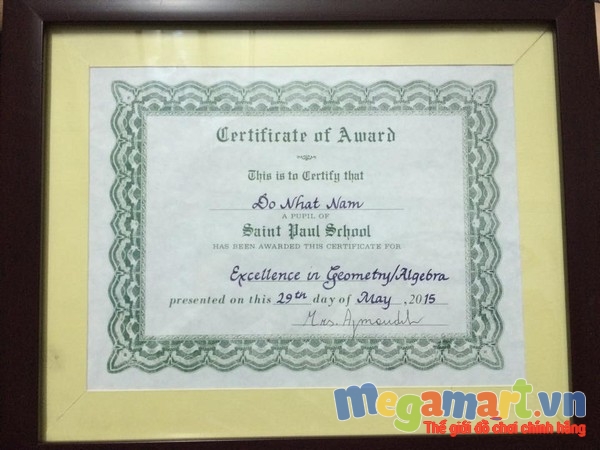 Certificate of Award
This is to Certify that
Do Nhat Nam
A PUPIL OF
Saint Paul School
HAS BEEN AWARDED THIS CERTIFICATE FOR
Excellence in Geometry/Algebra
presented on this 29th day of May, 2015
Mrs.
megamart.vn
Thế giới đồ chơi chính hãng